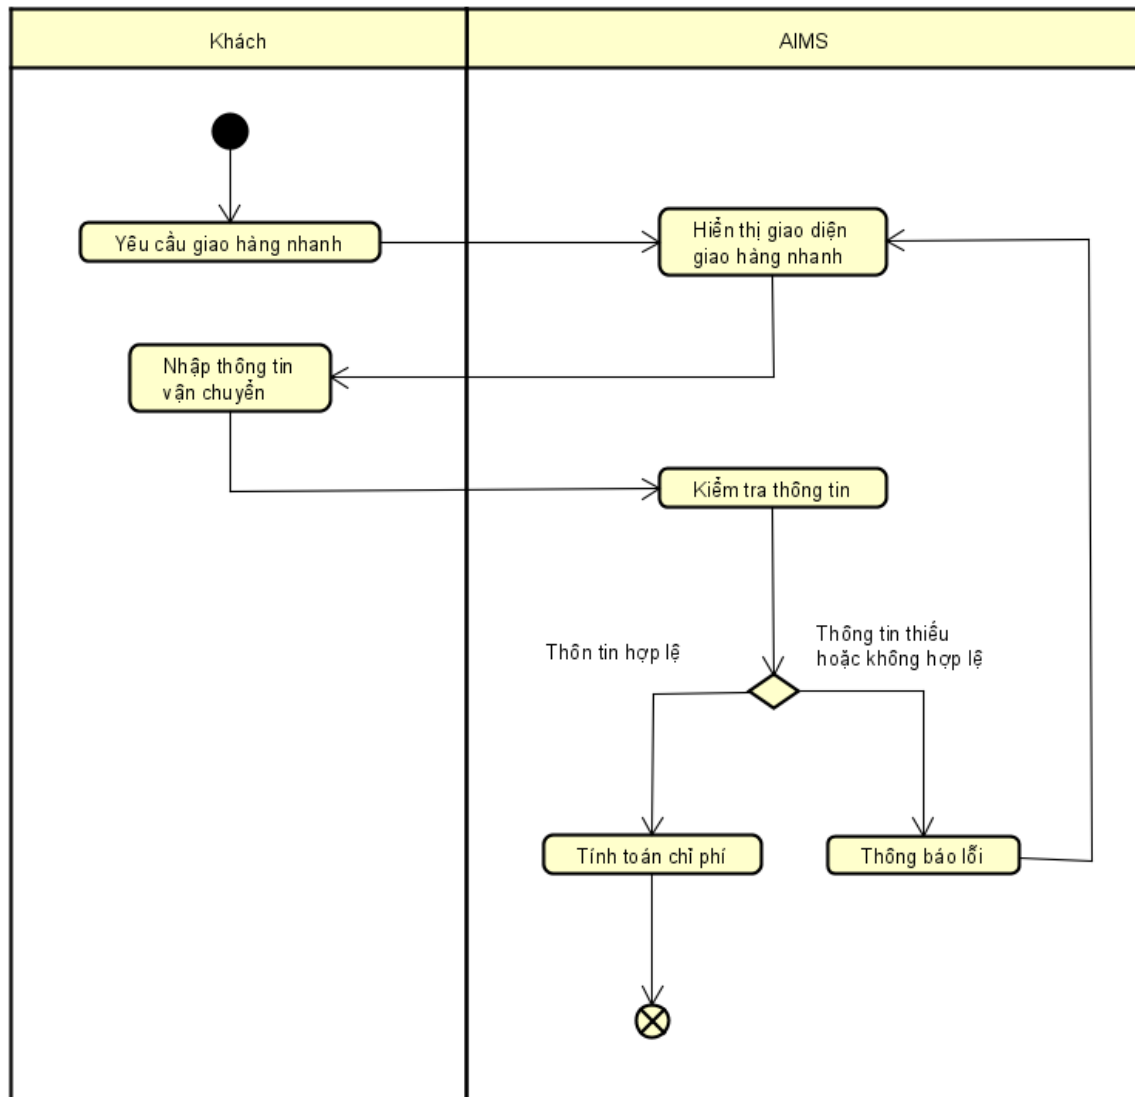 Khách
AIMS
Yêu cầu giao hàng nhanh
Hiển thị giao diện
giao hàng nhanh
Nhập thông tin
vận chuyển
Kiểm tra thông tin
Thôn tin hợp lệ
Thông tin thiếu
hoặc không hợp lệ
Tính toán chi phí
Thông báo lỗi